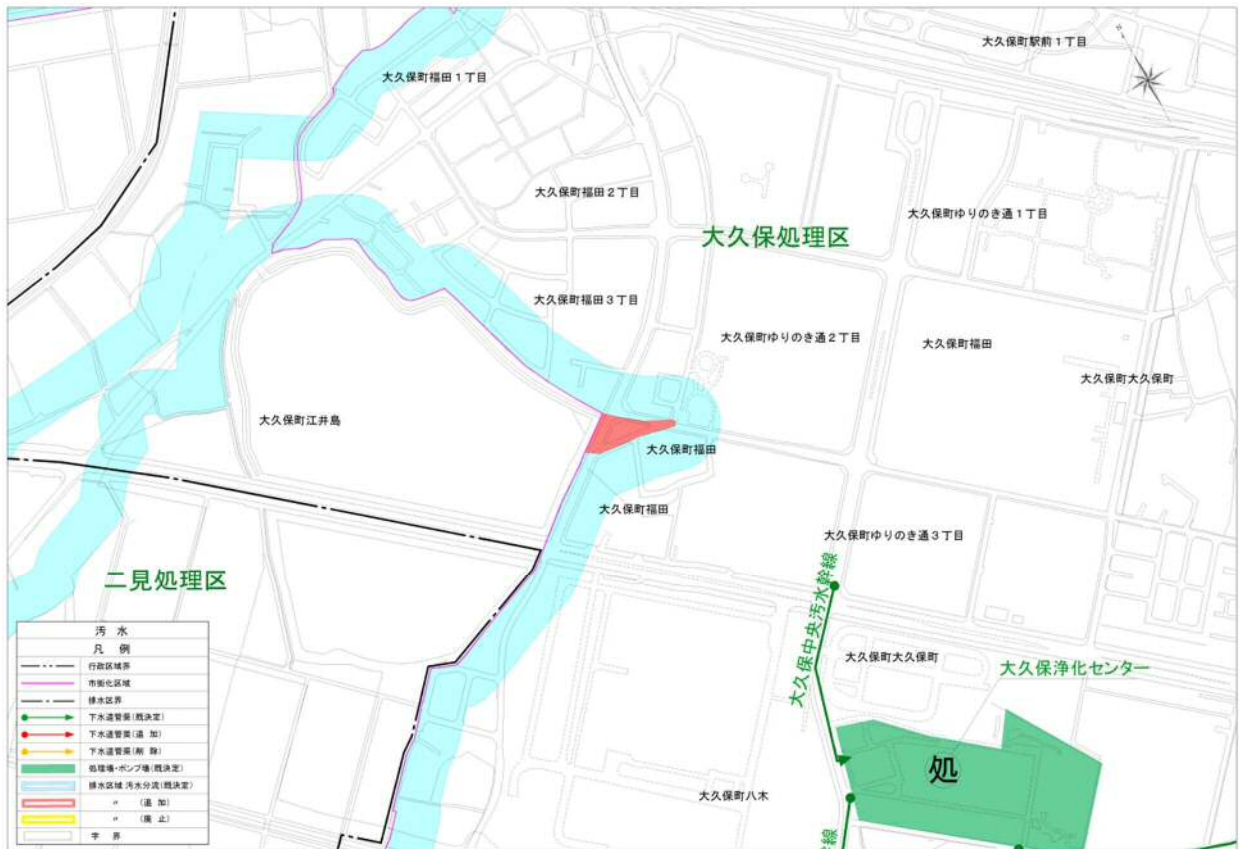 大久保町駅前1丁目
大久保町福田1丁目
大久保町福田2丁目
大久保町ゆりのき通1丁目
大久保処理区
大久保町福田3丁目
大久保町ゆりのき通2丁目
大久保町福田
大久保町大久保町
大久保町江井島
大久保町福田
大久保町福田
大久保町ゆりのき通3丁目
二見処理区
大久保中央汚水幹線
大久保町大久保町
大久保浄化センター
処
大久保町八木
幹線
汚水
凡例
行政区域界
市街化区域
排水区界
下水道管渠(既決定)
下水道管渠(追加)
下水道管渠(削除)
処理場・ポンプ場(既決定)
排水区域 汚水分流(既決定)
〃 (追加)
〃 (廃止)
字界